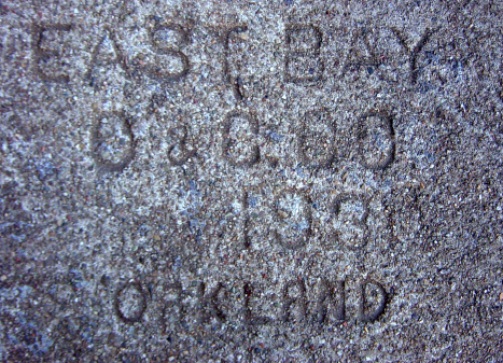 EAST BAY
D & C. CO
1931
OAKLAND